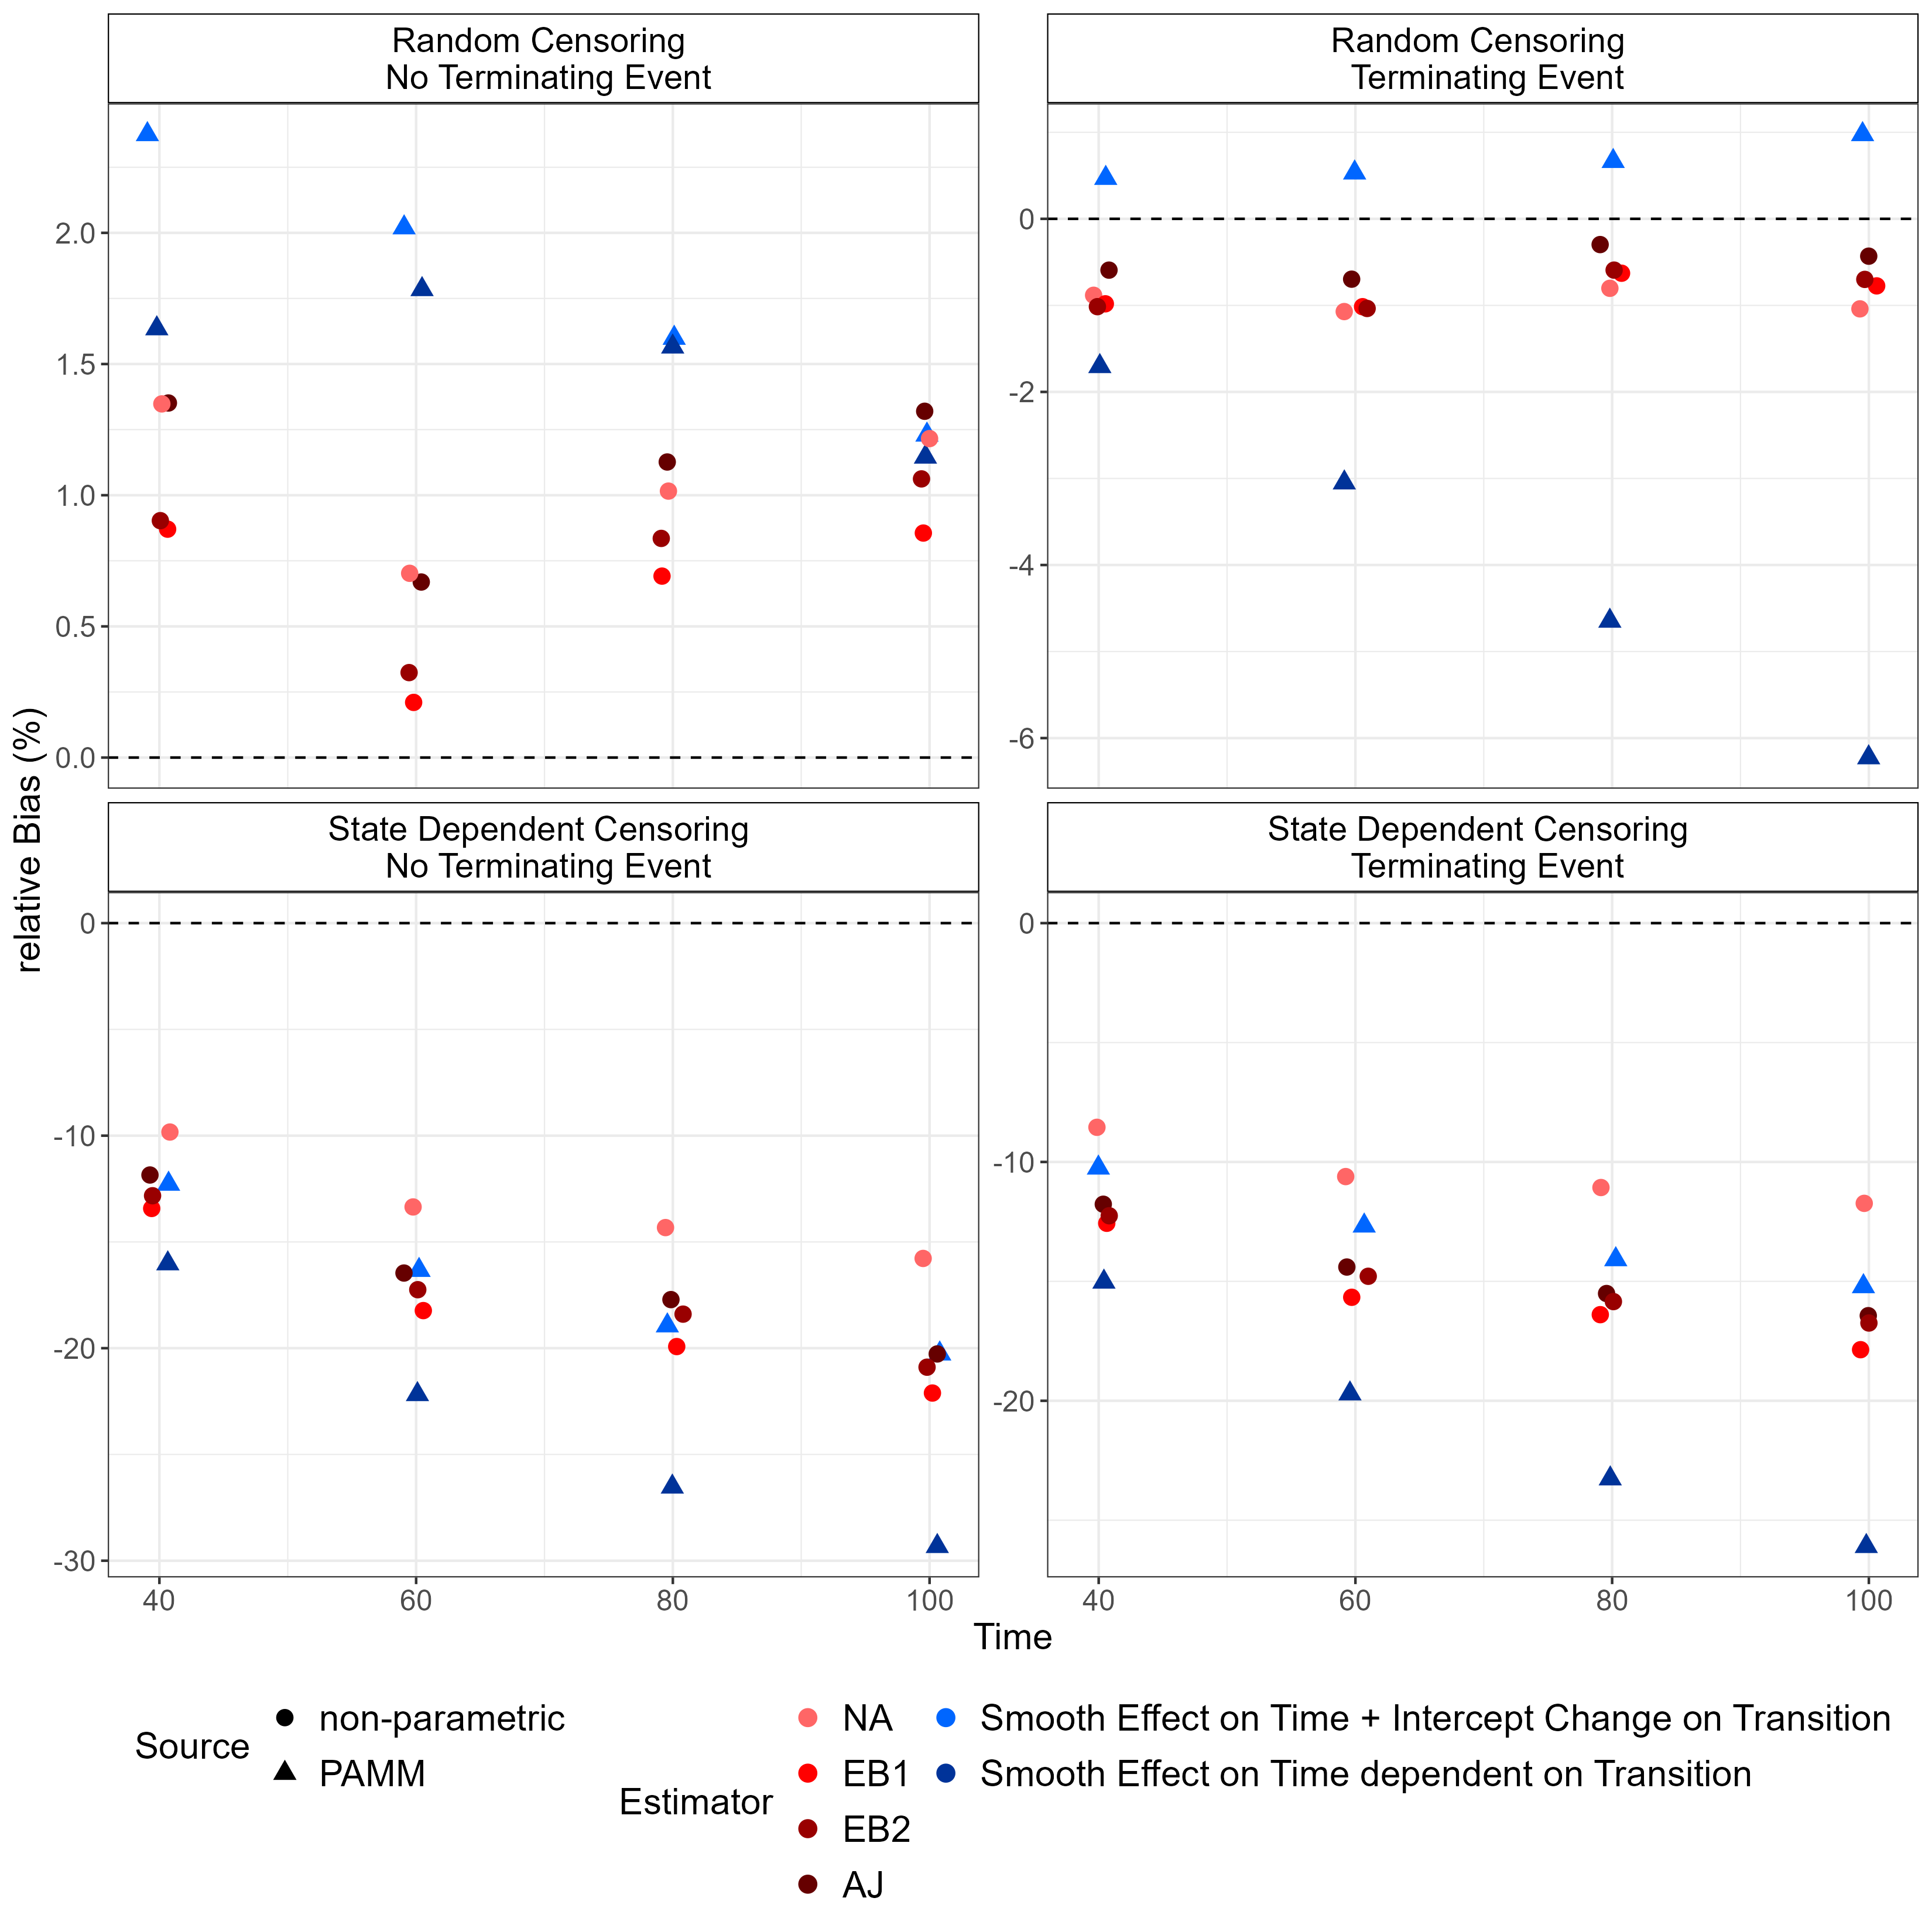 Random Censoring
No Terminating Event
Random Censoring
Terminating Event
2.0
1.5
1.0
0.5
0.0
0
-2
-4
-6
relative Bias (%)
State Dependent Censoring
No Terminating Event
State Dependent Censoring
Terminating Event
0
-10
-20
-30
0
-10
-20
40
60
80
100
40
60
80
100
Time
Source
non-parametric
PAMM
Estimator
NA
EB1
EB2
AJ
Smooth Effect on Time + Intercept Change on Transition
Smooth Effect on Time dependent on Transition